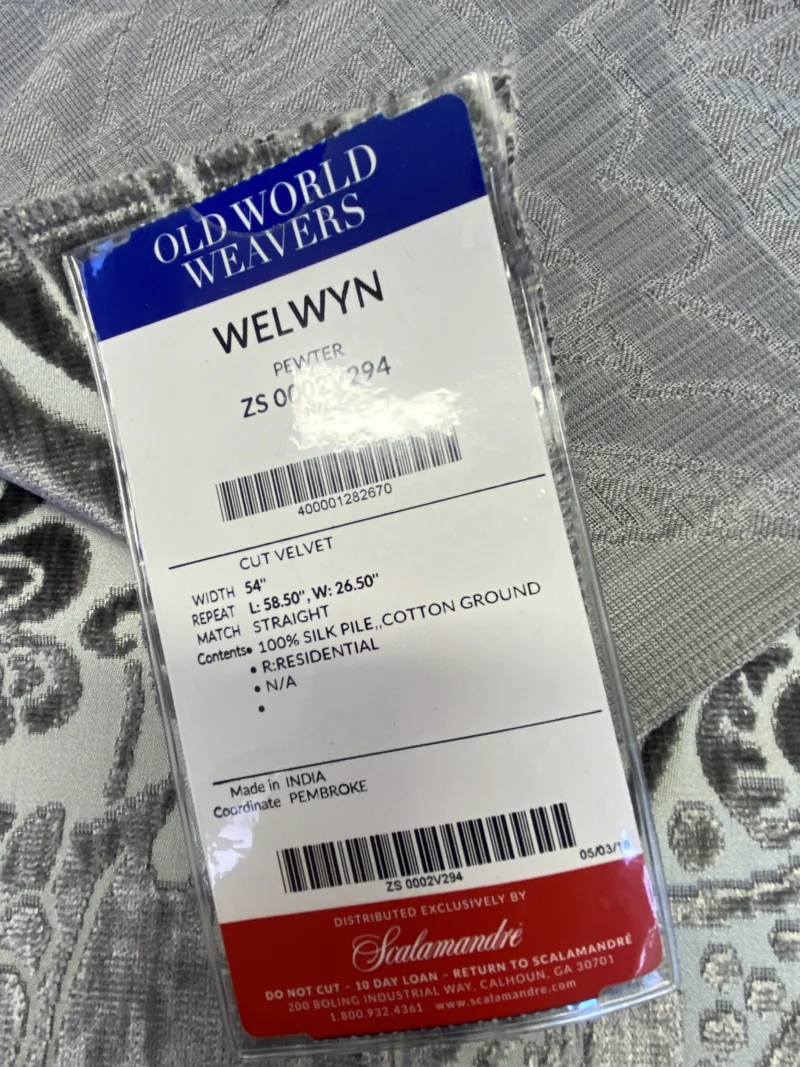 OLD WORLD
WEAVERS
WELWYN
PEWTER
ZS 0002V294
400001282670
CUT VELVET
WIDTH 54"
REPEAT L: 58.50", W: 26.50"
MATCH STRAIGHT
Contents• 100% SILK PILE,,COTTON GROUND
• R:RESIDENTIAL
• N/A
•
Made in INDIA
Coordinate PEMBROKE
ZS 0002V294
DISTRIBUTED EXCLUSIVELY BY
Scalamandré
DO NOT CUT - 10 DAY LOAN - RETURN TO SCALAMANDRÉ
200 BOLING INDUSTRIAL WAY. CALHOUN, GA 30701
1.800.932.4361 www.scalamandre.com